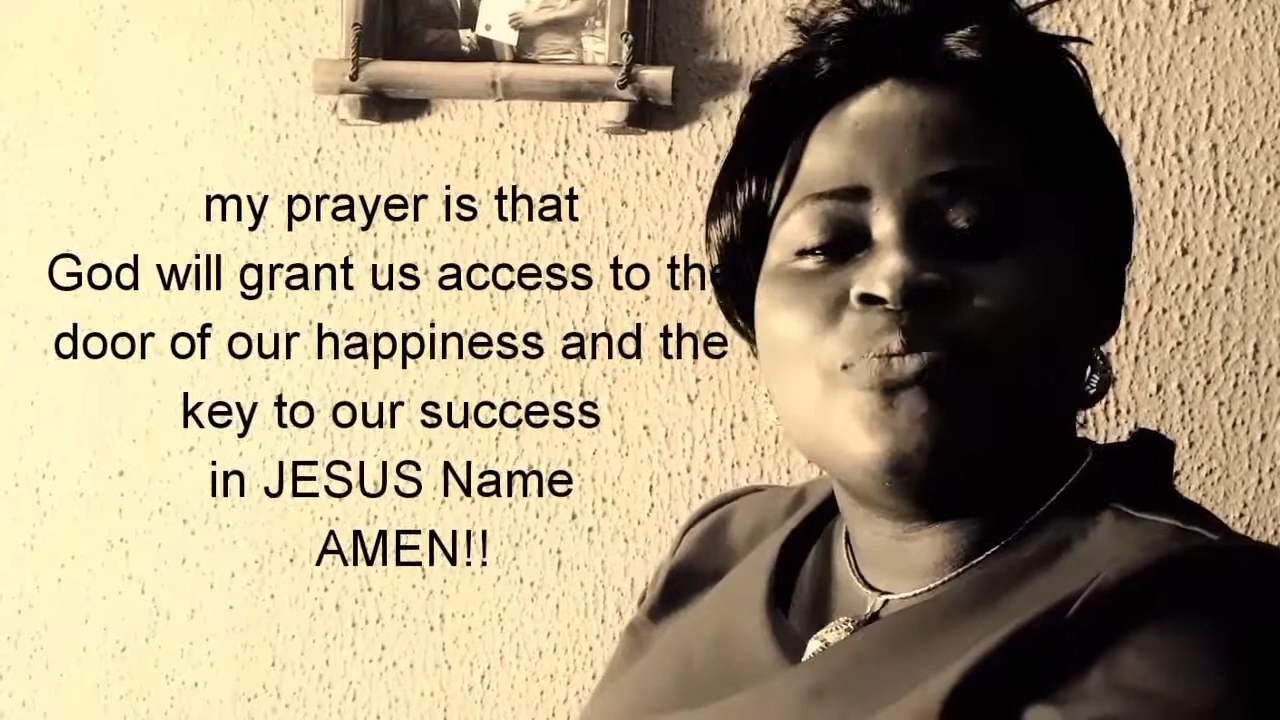 my prayer is that
God will grant us access to the
door of our happiness and the
key to our success
in JESUS Name
AMEN!!